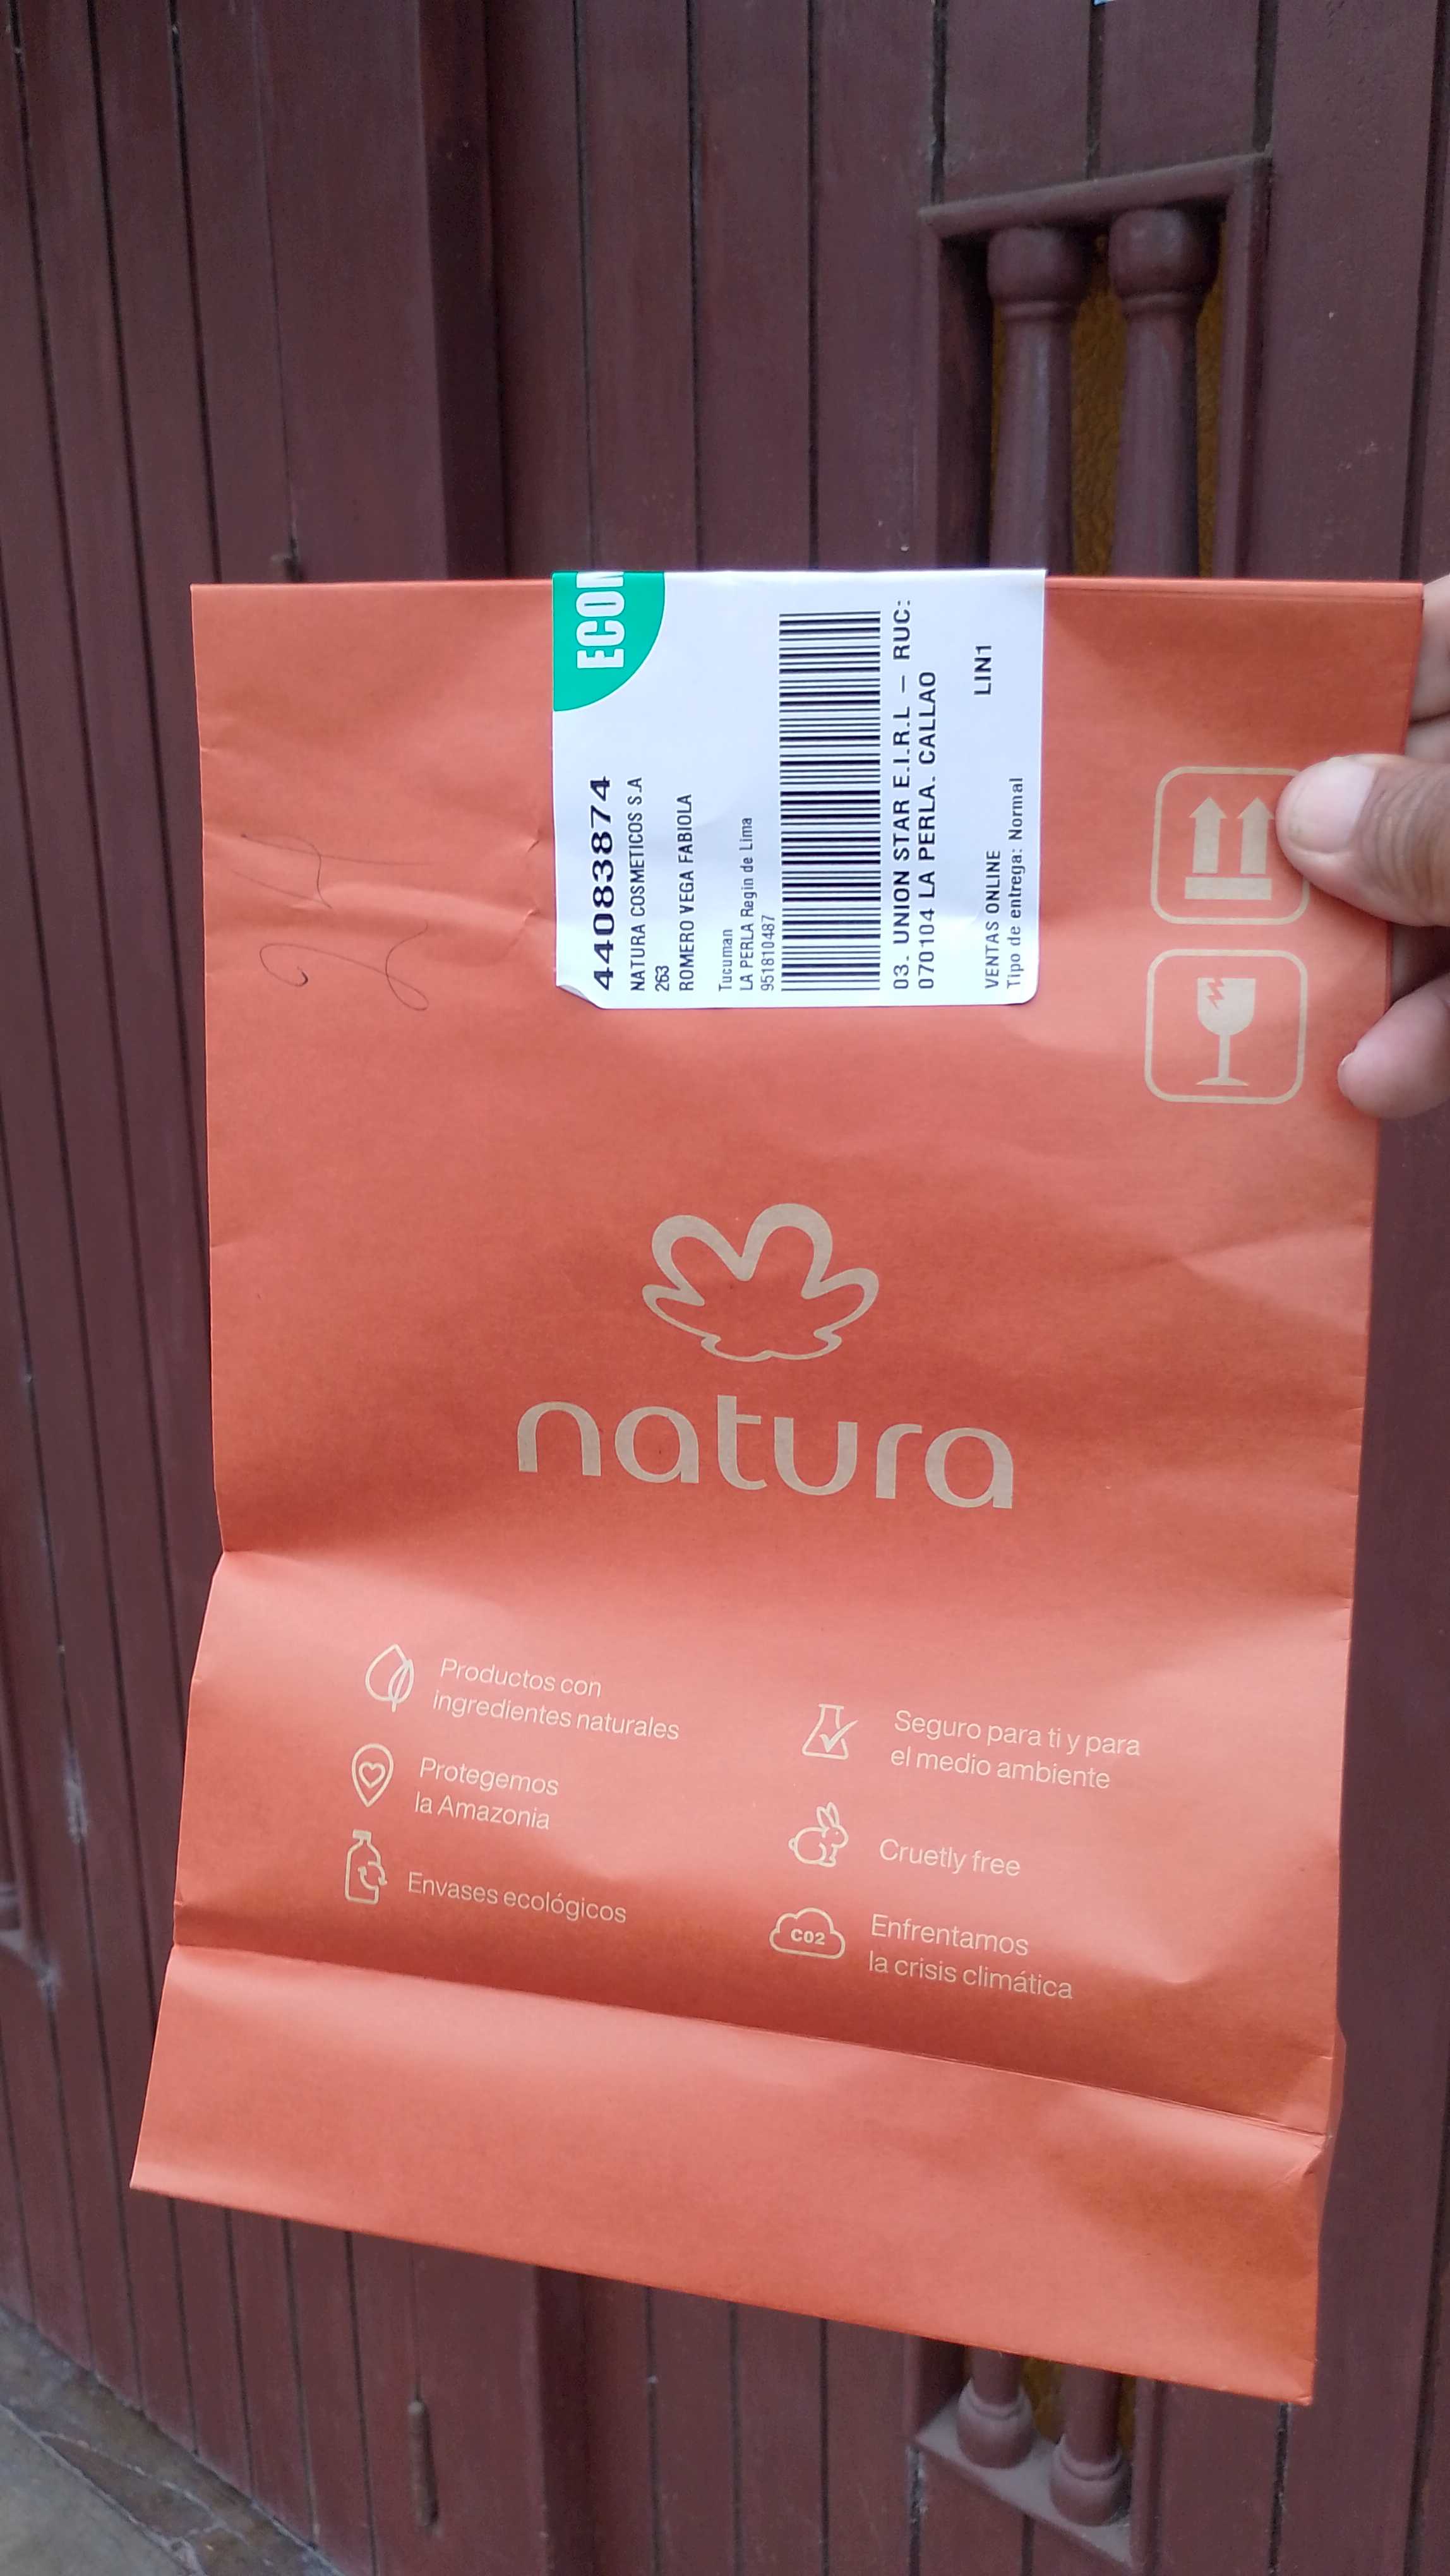 ECOM
44083874
NATURA COSMETICOS S.A
263
ROMERO VEGA FABIOLA
Tucuman
LA PERLA Regin de Lima
951810487
03. UNION STAR E.I.R.L – RUC:
070104 LA PERLA. CALLAO
LIN1
VENTAS ONLINE
Tipo de entrega: Normal
natura
Productos con
ingredientes naturales
Protegemos
la Amazonia
Envases ecológicos
Seguro para ti y para
el medio ambiente
Cruetly free
CO2
Enfrentamos
la crisis climática